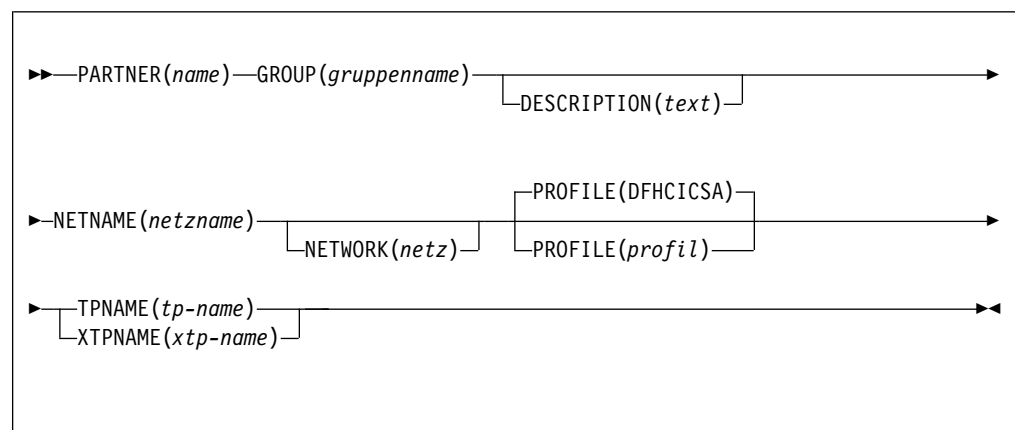 PARTNER(name) GROUP(gruppenname)
DESCRIPTION(text)
PROFILE(DFHCICSA)
NETNAME(netzname)
NETWORK(netz) PROFILE(profil)
TPNAME(tp-name)
XTPNAME(xtp-name)